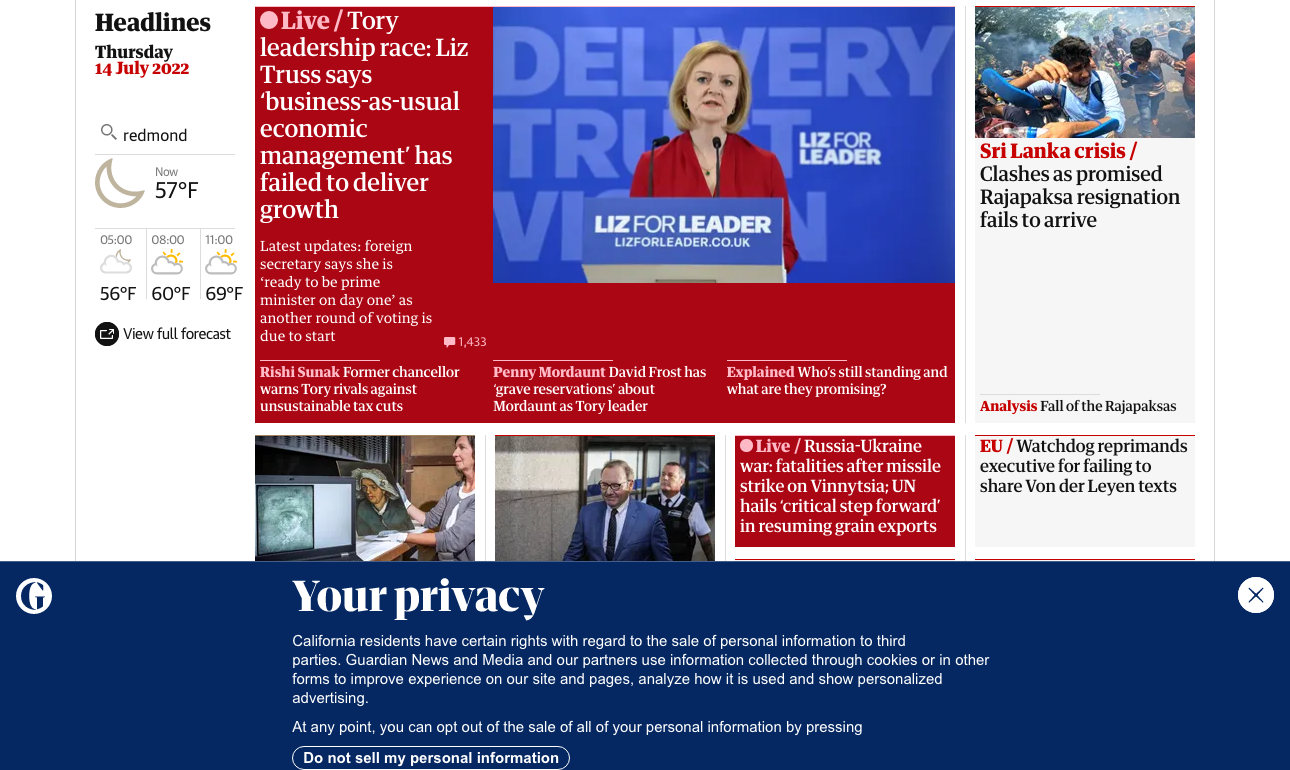 Headlines
Thursday
14 July 2022
redmond
Now
57°F
05:00
56°F
08:00
60°F
11:00
69°F
View full forecast
Live / Tory
leadership race: Liz
Truss says
‘business-as-usual
economic
management’ has
failed to deliver
growth
Latest updates: foreign
secretary says she is
‘ready to be prime
minister on day one’ as
another round of voting is
due to start
1,433
DELIVERY
TRUST
VISION
LIZ FOR
LEADER
LIZ FOR LEADER
LIZFORLEADER.CO.UK
Rishi Sunak Former chancellor
warns Tory rivals against
unsustainable tax cuts
Penny Mordaunt David Frost has
‘grave reservations’ about
Mordaunt as Tory leader
Explained Who’s still standing and
what are they promising?
Sri Lanka crisis /
Clashes as promised
Rajapaksa resignation
fails to arrive
Analysis Fall of the Rajapaksas
Live / Russia-Ukraine
war: fatalities after missile
strike on Vinnytsia; UN
hails ‘critical step forward’
in resuming grain exports
EU / Watchdog reprimands
executive for failing to
share Von der Leyen texts
G
Your privacy
California residents have certain rights with regard to the sale of personal information to third
parties. Guardian News and Media and our partners use information collected through cookies or in other
forms to improve experience on our site and pages, analyze how it is used and show personalized
advertising.
At any point, you can opt out of the sale of all of your personal information by pressing
Do not sell my personal information